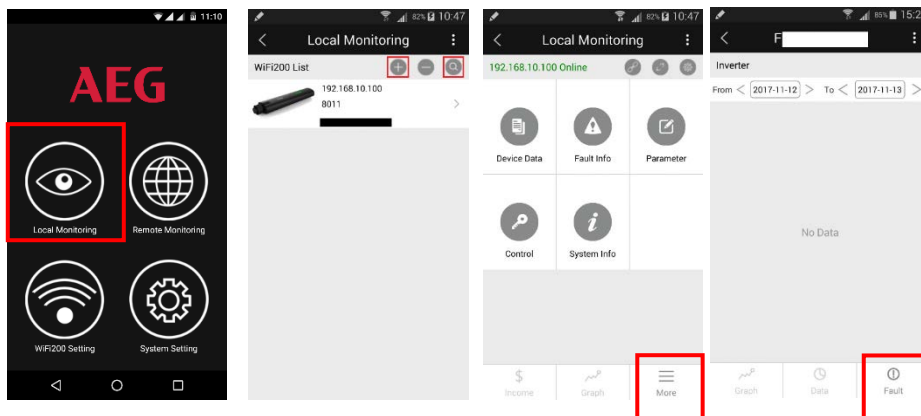 11:10
AEG
Local Monitoring
Remote Monitoring
WiFi200 Setting
System Setting
82% 10:47
Local Monitoring
WiFi200 List
192.168.10.100
8011
82% 10:47
Local Monitoring
192.168.10.100 Online
Device Data
Fault Info
Parameter
Control
System Info
Income
Graph
More
85% 15:2
F
Inverter
From < 2017-11-12 > To < 2017-11-13 >
No Data
Graph
Data
Fault